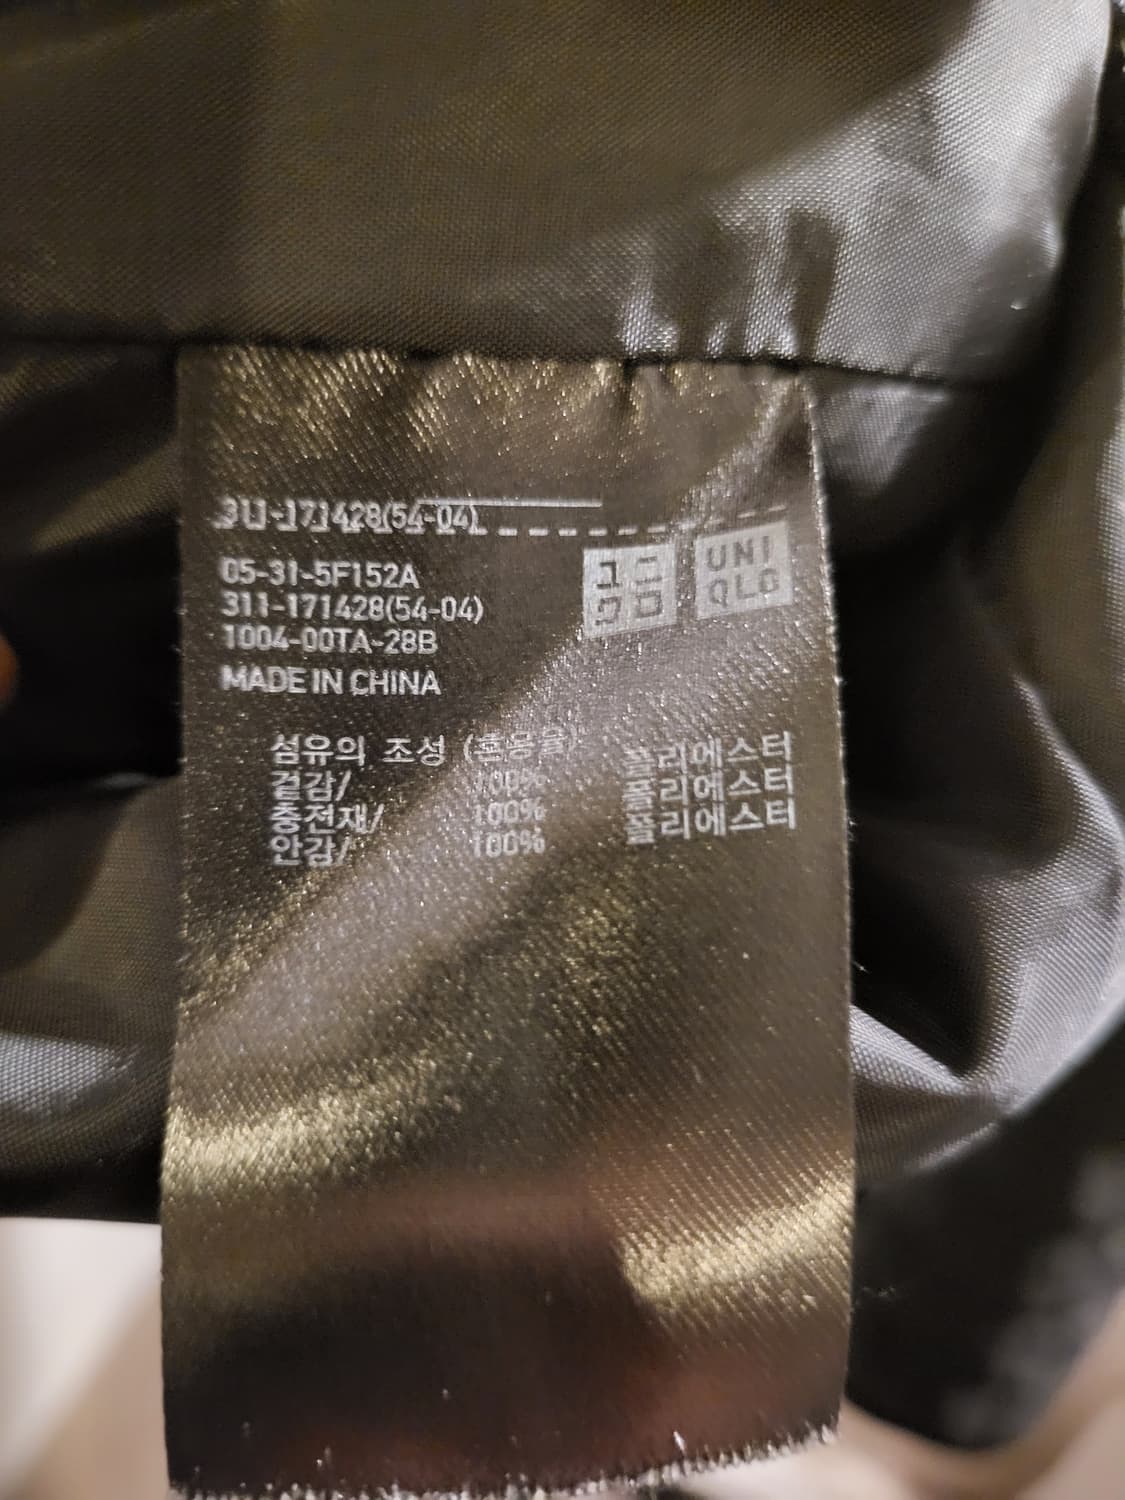 311-171428(54-04)
05-31-5F152A
311-171428(54-04)
1004-00TA-28B
MADE IN CHINA
ユニ
クロ
UNI
QLO
섬유의 조성 (혼용율)
겉감/ 100% 폴리에스터
충전재/ 100% 폴리에스터
안감/ 100% 폴리에스터